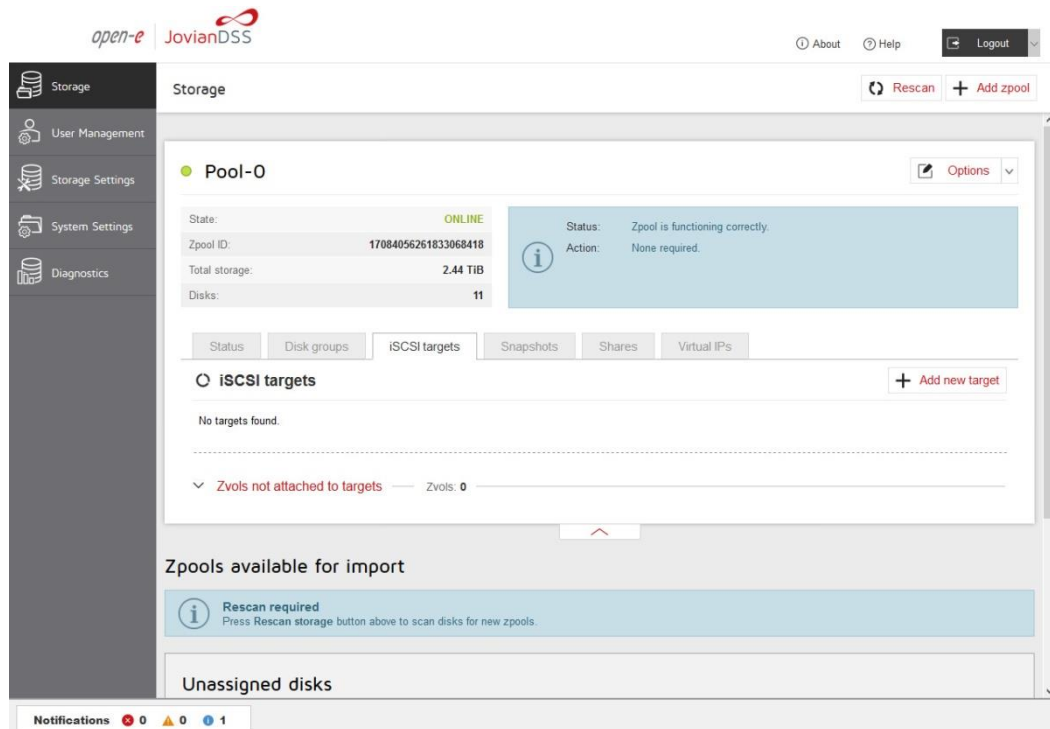 open-e JovianDSS
About Help Logout
Storage
User Management
Storage Settings
System Settings
Diagnostics
Storage
Rescan Add zpool
Pool-0
Options
State: ONLINE
Zpool ID: 17084056261833068418
Total storage: 2.44 TiB
Disks: 11
Status: Zpool is functioning correctly.
Action: None required.
Status Disk groups iSCSI targets Snapshots Shares Virtual IPs
iSCSI targets
Add new target
No targets found.
Zvols not attached to targets Zvols: 0
Zpools available for import
Rescan required
Press Rescan storage button above to scan disks for new zpools.
Unassigned disks
Notifications 0 0 1